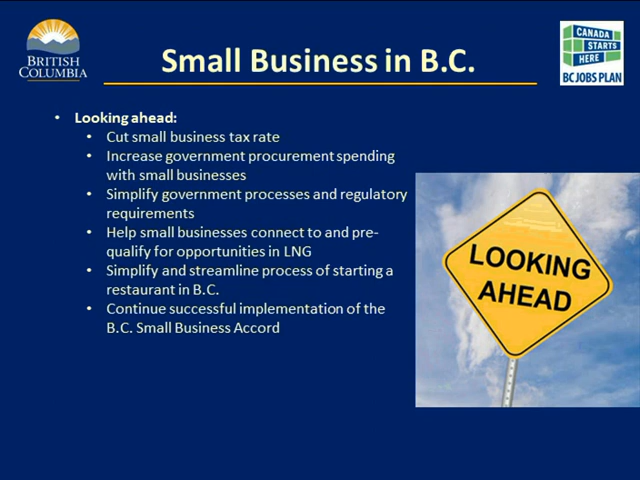 BRITISH
COLUMBIA
Small Business in B.C.
CANADA
STARTS
HERE
BC JOBS PLAN
• Looking ahead:
• Cut small business tax rate
• Increase government procurement spending
with small businesses
• Simplify government processes and regulatory
requirements
• Help small businesses connect to and pre-
qualify for opportunities in LNG
• Simplify and streamline process of starting a
restaurant in B.C.
• Continue successful implementation of the
B.C. Small Business Accord
LOOKING
AHEAD